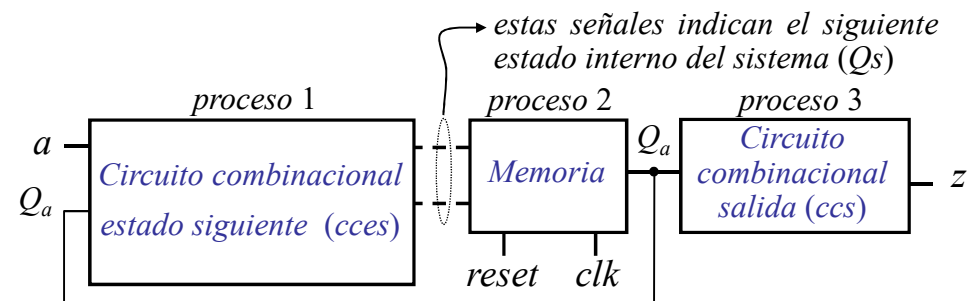 estas señales indican el siguiente
estado interno del sistema (Qs)
proceso 1
proceso 2
proceso 3
a
Qa
Circuito combinacional
estado siguiente (cces)
Memoria
Qa
Circuito
combinacional
salida (ccs)
z
reset
clk